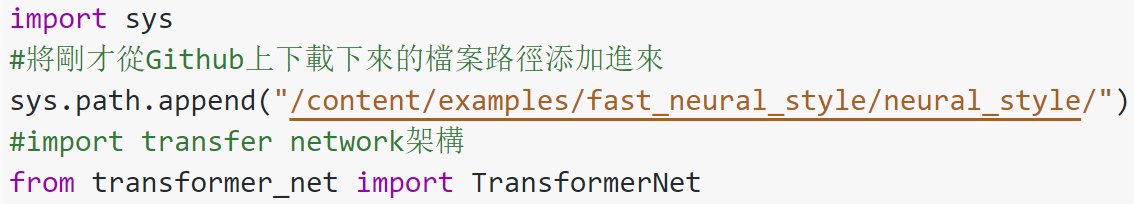 import sys
#將剛才從Github上下載下來的檔案路徑添加進來
sys.path.append("/content/examples/fast_neural_style/neural_style/")
#import transfer network架構
from transformer_net import TransformerNet